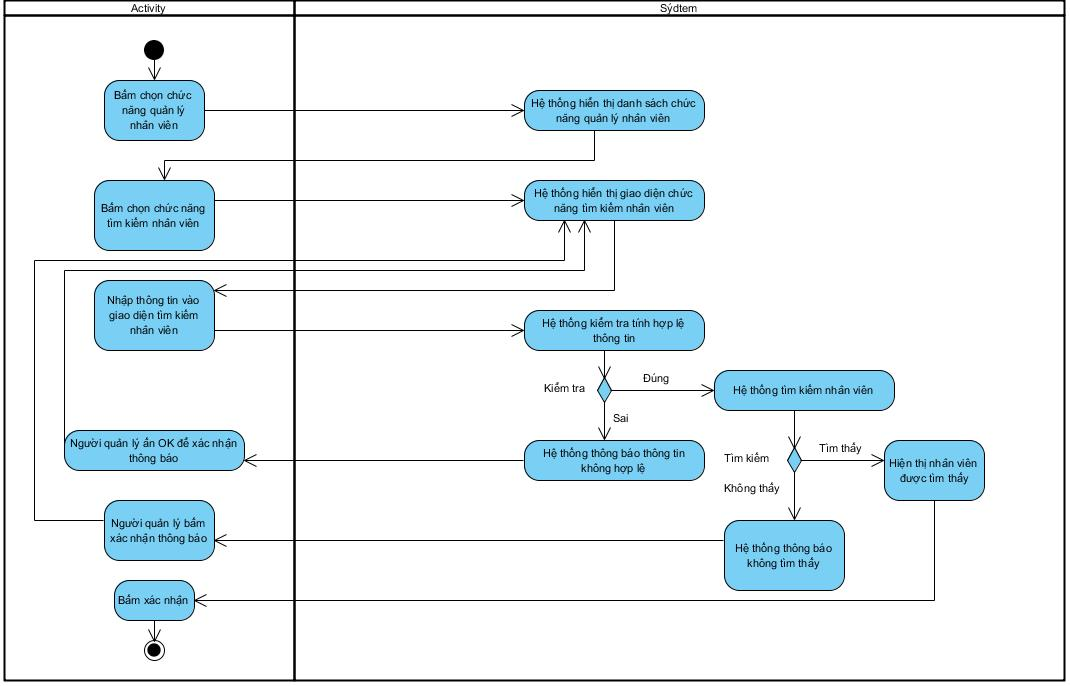 Activity
Sýdtem
Bấm chọn chức
năng quản lý
nhân viên
Hệ thống hiển thị danh sách chức
năng quản lý nhân viên
Bấm chọn chức năng
tìm kiếm nhân viên
Hệ thống hiển thị giao diện chức
năng tìm kiếm nhân viên
Nhập thông tin vào
giao diện tìm kiếm
nhân viên
Hệ thống kiểm tra tính hợp lệ
thông tin
Kiểm tra
Đúng
Hệ thống tìm kiếm nhân viên
Sai
Người quản lý ấn OK để xác nhận
thông báo
Hệ thống thông báo thông tin
không hợp lệ
Tìm kiếm
Tìm thấy
Hiện thị nhân viên
được tìm thấy
Không thấy
Người quản lý bấm
xác nhận thông báo
Hệ thống thông báo
không tìm thấy
Bấm xác nhận